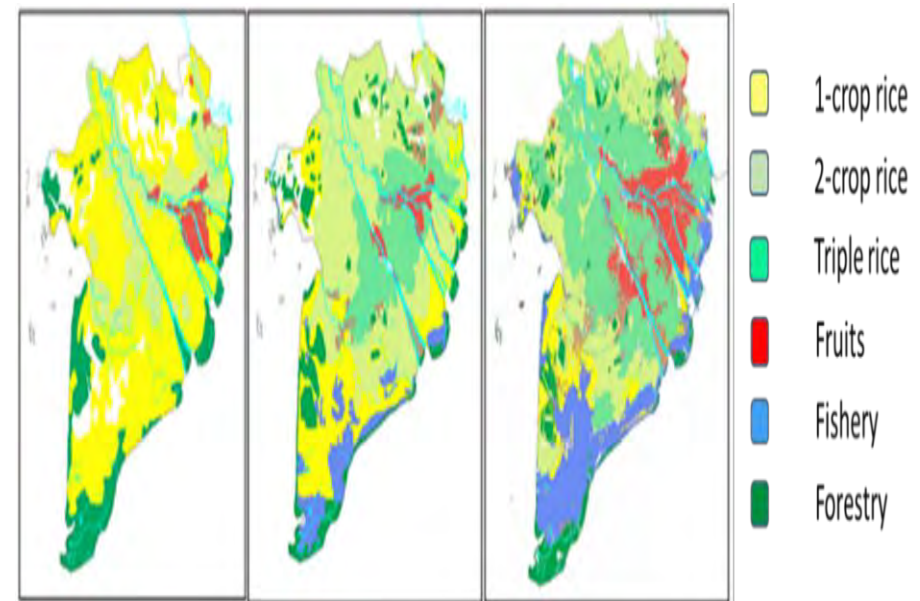 1-crop rice
2-crop rice
Triple rice
Fruits
Fishery
Forestry